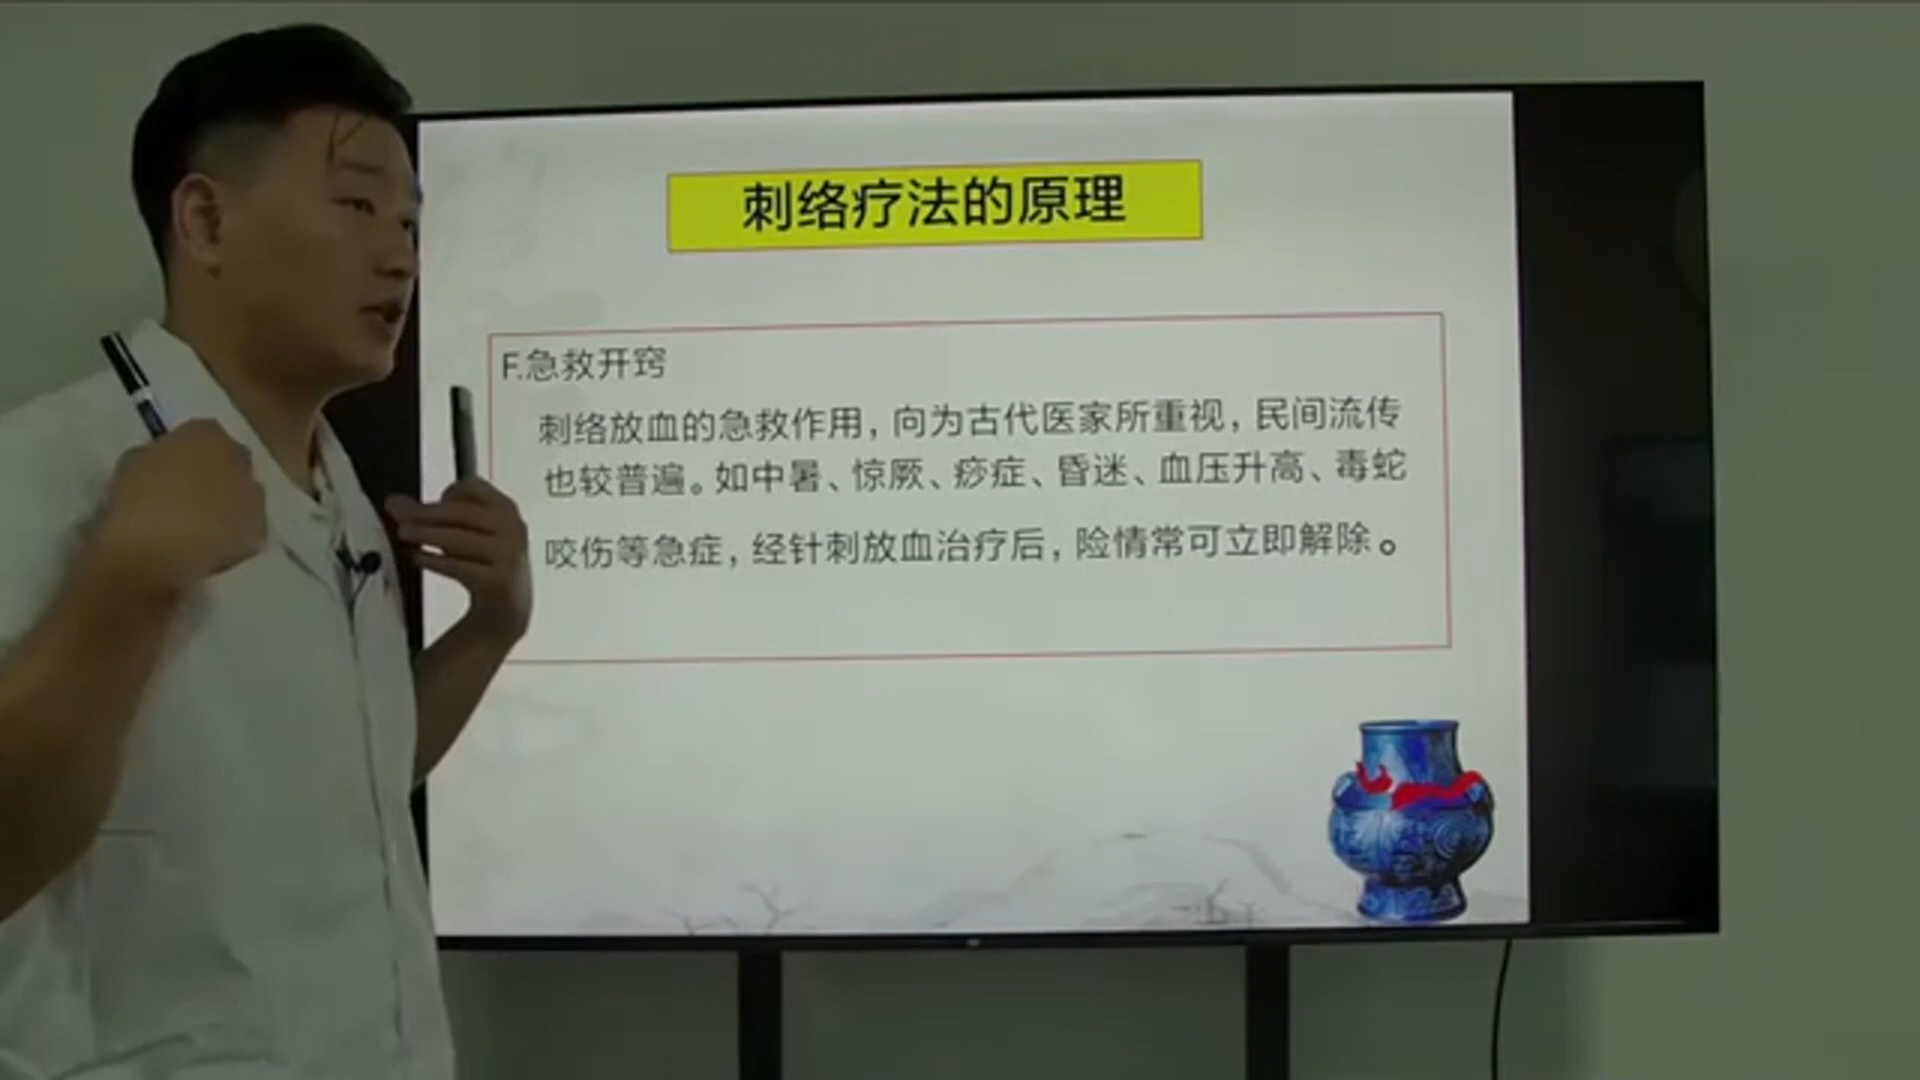 刺络疗法的原理
F.急救开窍
刺络放血的急救作用，向为古代医家所重视，民间流传
也较普遍。如中暑、惊厥、痧症、昏迷、血压升高、毒蛇
咬伤等急症，经针刺放血治疗后，险情常可立即解除。